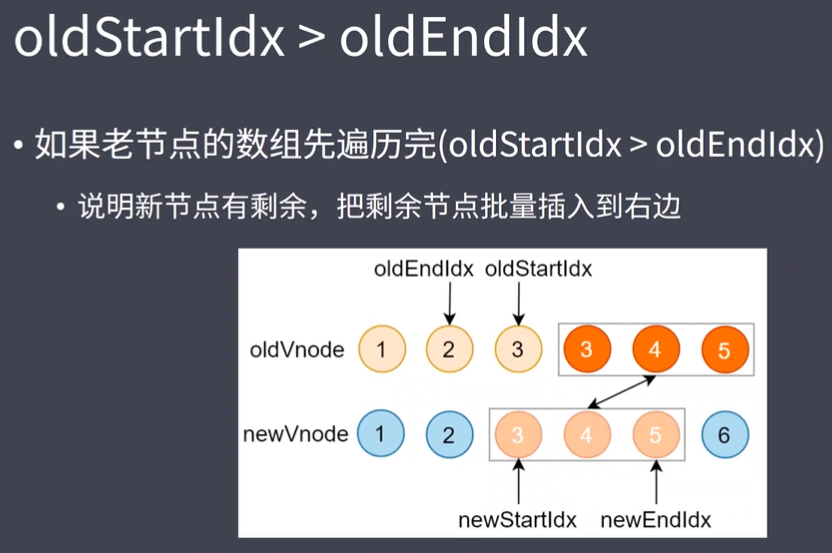 oldStartIdx > oldEndIdx
• 如果老节点的数组先遍历完(oldStartIdx > oldEndIdx)
• 说明新节点有剩余，把剩余节点批量插入到右边
oldEndIdx oldStartIdx
oldVnode 1 2 3 3 4 5
newVnode 1 2 3 4 5 6
newStartIdx newEndIdx